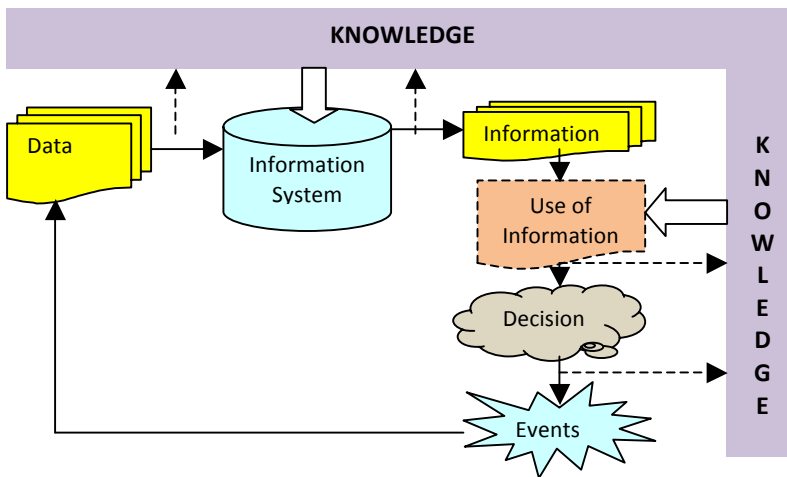 KNOWLEDGE
Data
Information
System
Information
Use of
Information
Decision
Events
K
N
O
W
L
E
D
G
E